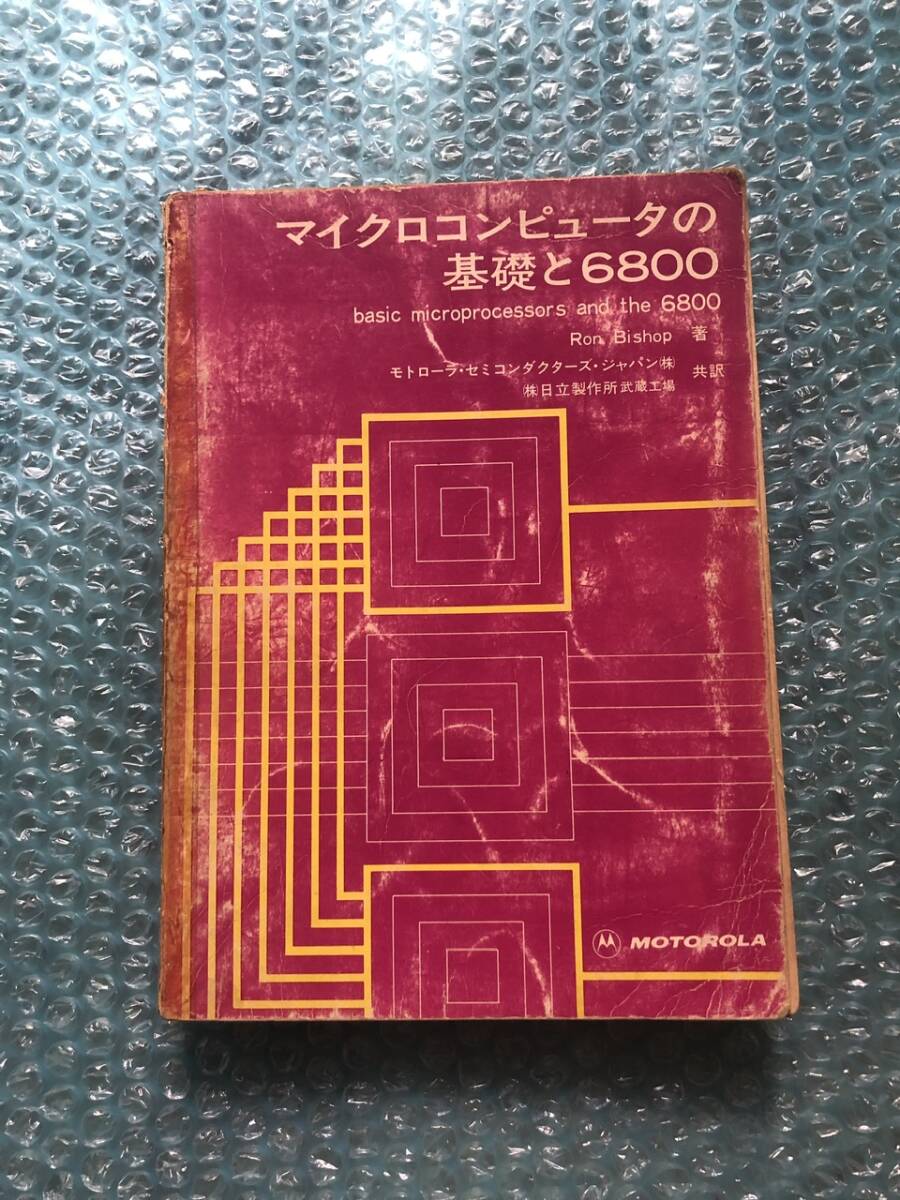 マイクロコンピュータの
基礎と6800
basic microprocessors and the 6800
Ron Bishop 著
モトローラ・セミコンダクターズ・ジャパン㈱
㈱日立製作所武蔵工場
共訳
MOTOROLA